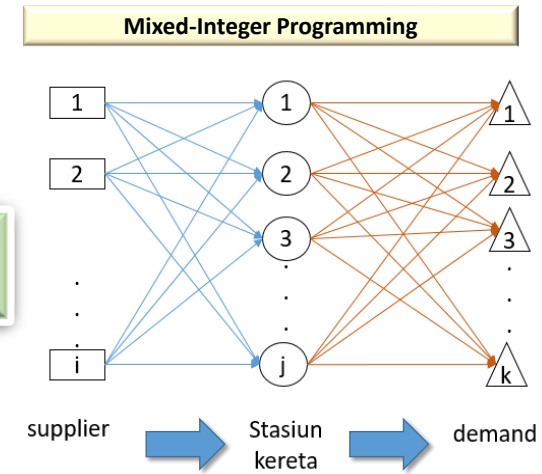 Mixed-Integer Programming
1 1 1
2 2 2
3 3
. . .
. . .
. . .
i j k
supplier Stasiun kereta demand